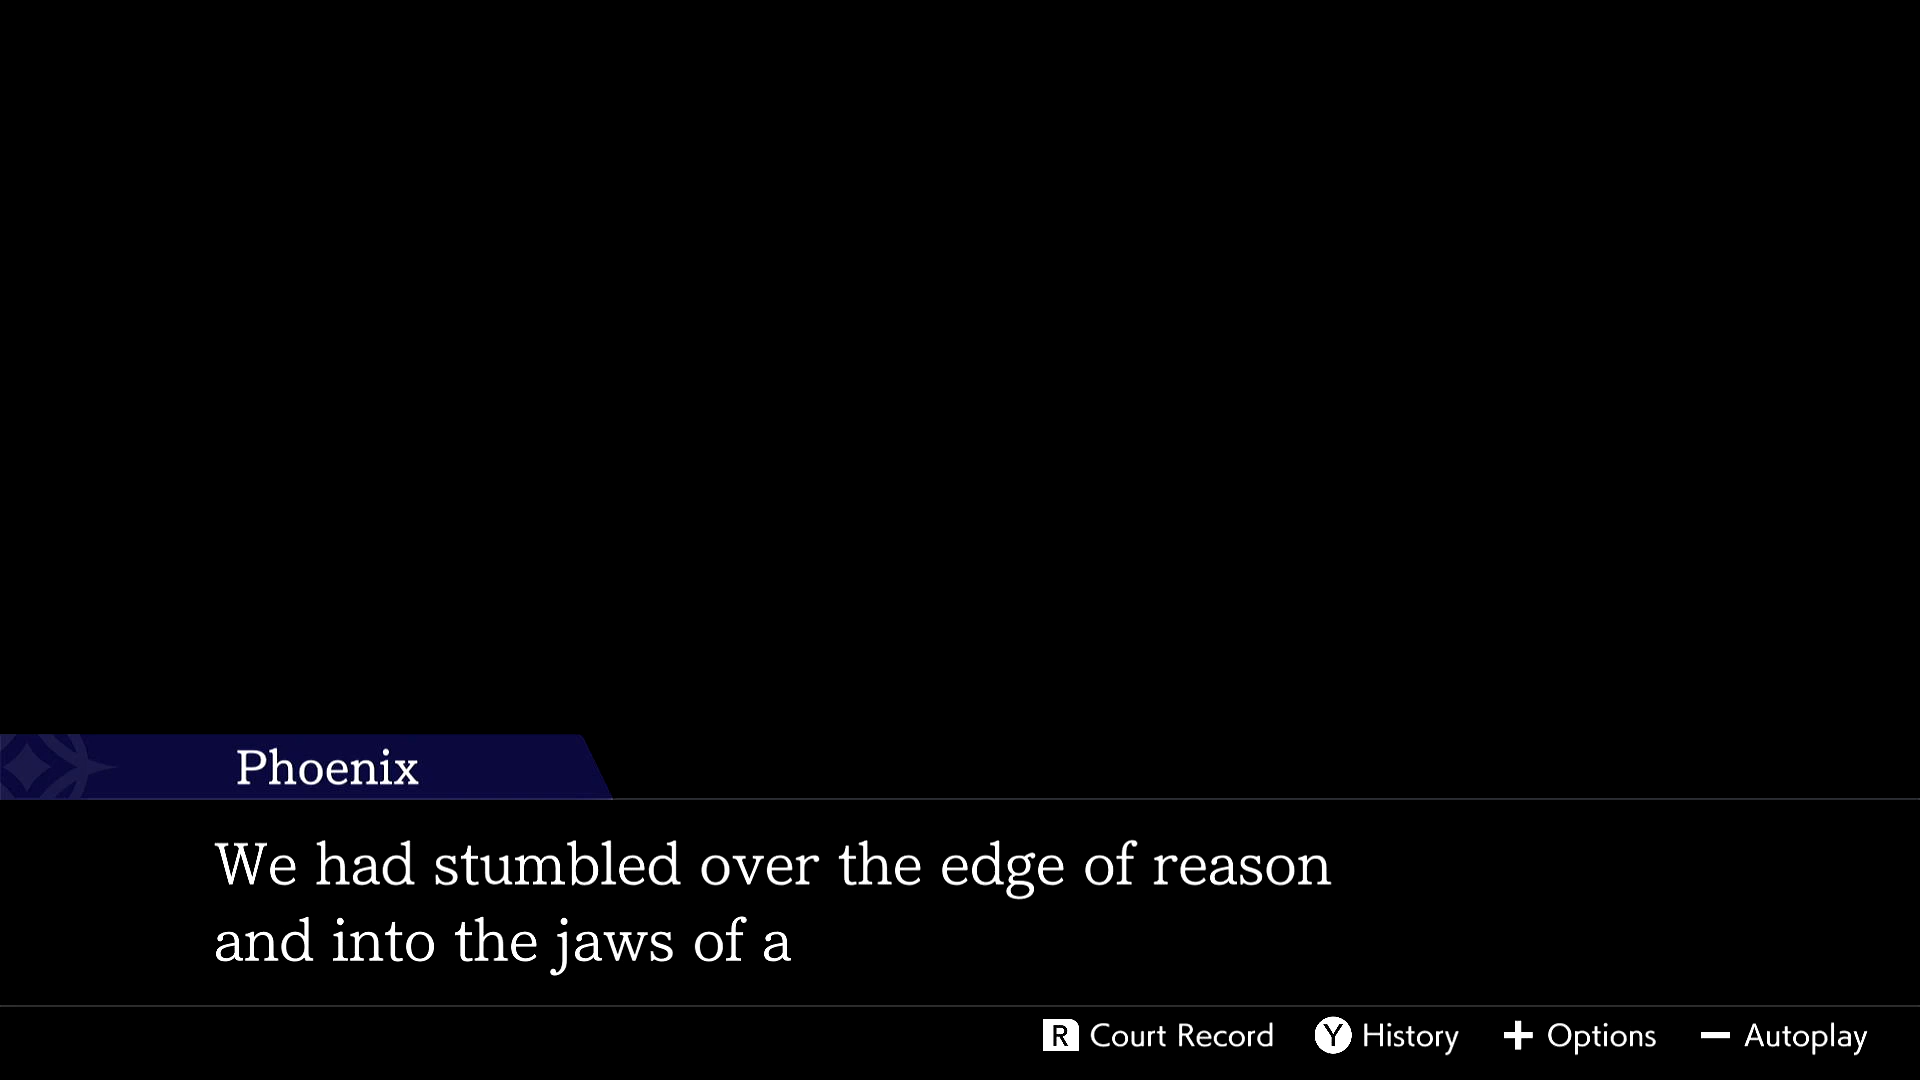 Phoenix
We had stumbled over the edge of reason
and into the jaws of a
R Court Record Y History + Options - Autoplay